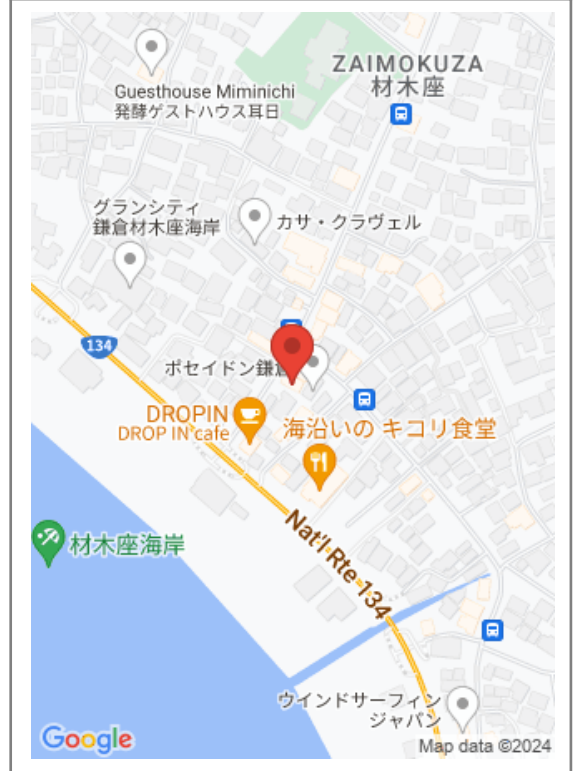 ZAIMOKUZA
材木座
Guesthouse Miminichi
発酵ゲストハウス耳日
グランシティ
鎌倉材木座海岸
カサ・クラヴェル
134
ポセイドン鎌倉
DROPIN
DROP IN cafe
海沿いの キコリ食堂
Nat'l Rte 134
材木座海岸
ウインドサーフィン
ジャパン
Google
Map data ©2024